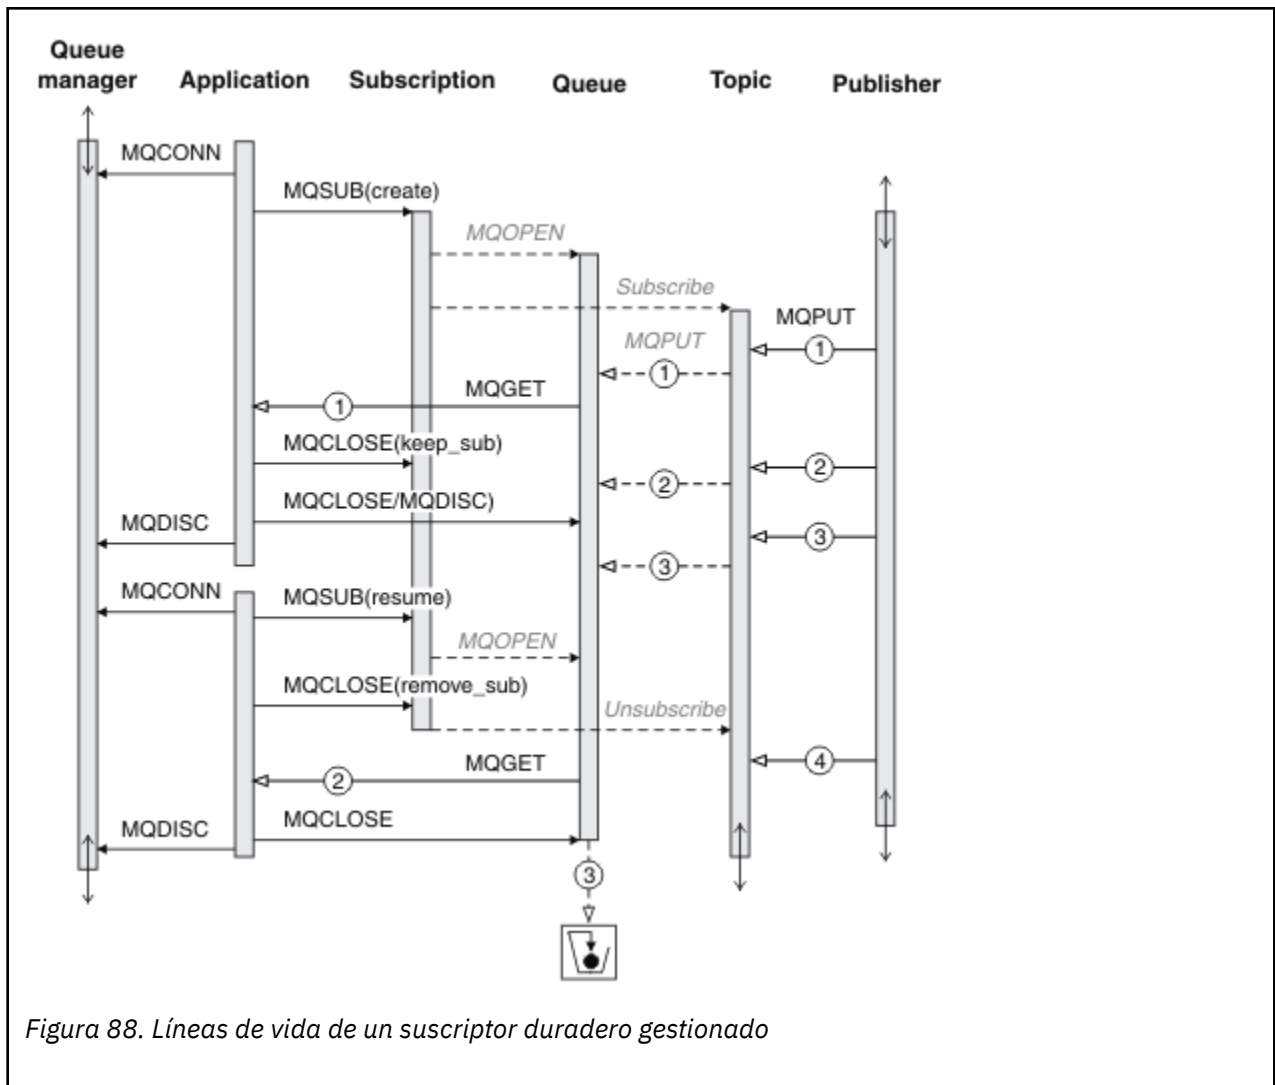 Queue
manager
Application
Subscription
Queue
Topic
Publisher
MQCONN
MQSUB(create)
MQOPEN
Subscribe
MQPUT
1
MQPUT
1
MQGET
1
MQCLOSE(keep_sub)
2
2
MQCLOSE/MQDISC)
MQDISC
3
3
MQCONN
MQSUB(resume)
MQOPEN
MQCLOSE(remove_sub)
Unsubscribe
MQGET
4
2
MQCLOSE
MQDISC
3
Figura 88. Líneas de vida de un suscriptor duradero gestionado